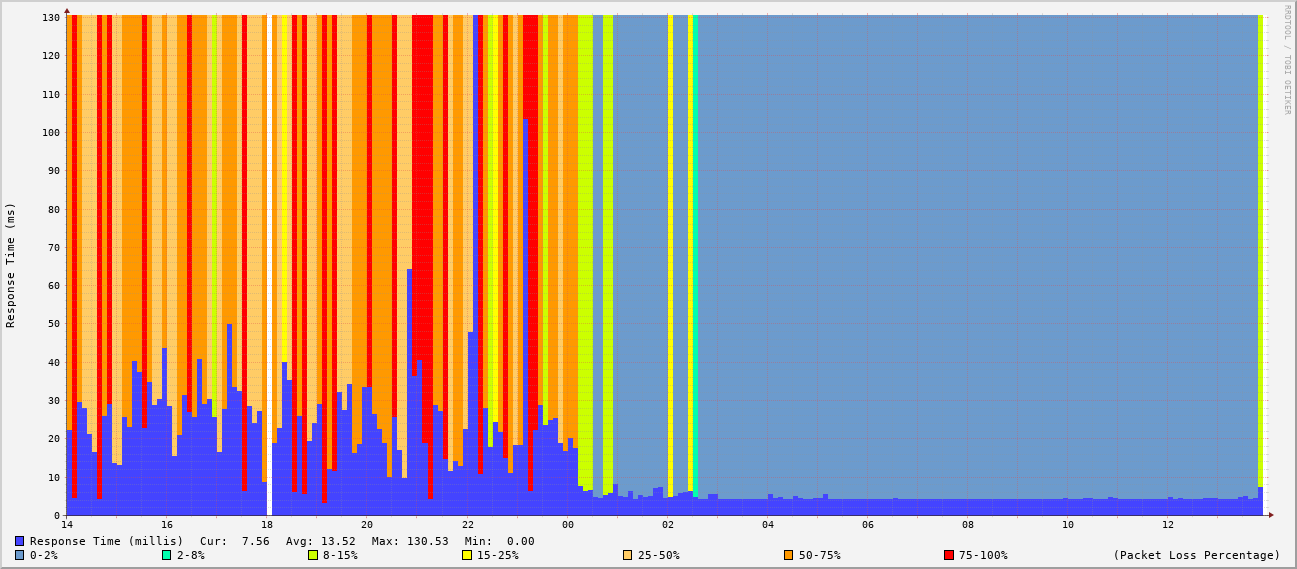 RRDTOOL / TOBI OETIKER
Response Time (ms)
130
120
110
100
90
80
70
60
50
40
30
20
10
0
14 16 18 20 22 00 02 04 06 08 10 12
Response Time (millis) Cur: 7.56 Avg: 13.52 Max: 130.53 Min: 0.00
0-2% 2-8% 8-15% 15-25% 25-50% 50-75% 75-100% (Packet Loss Percentage)